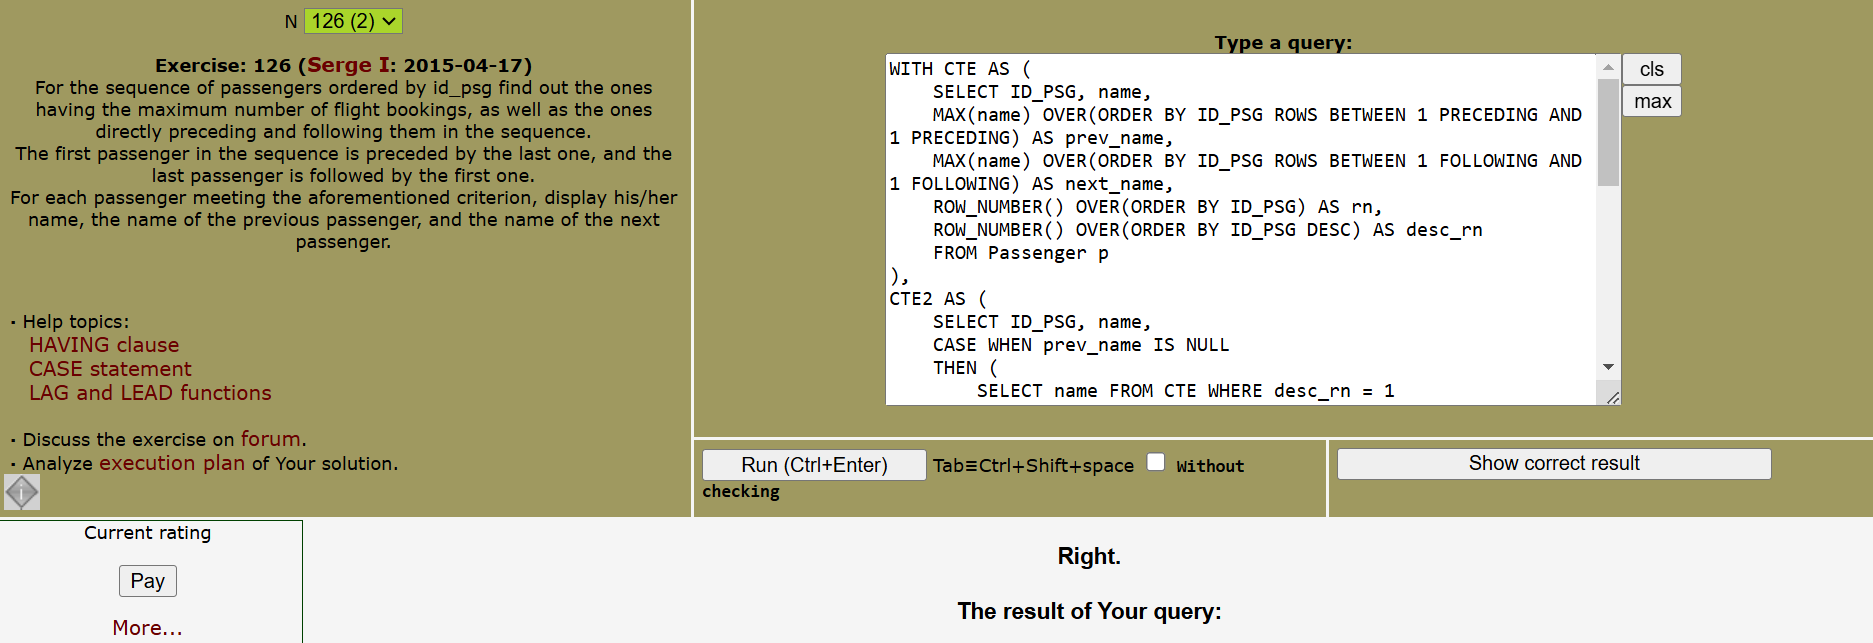 N 126 (2)
Exercise: 126 (Serge I: 2015-04-17)
For the sequence of passengers ordered by id_psg find out the ones
having the maximum number of flight bookings, as well as the ones
directly preceding and following them in the sequence.
The first passenger in the sequence is preceded by the last one, and the
last passenger is followed by the first one.
For each passenger meeting the aforementioned criterion, display his/her
name, the name of the previous passenger, and the name of the next
passenger.
· Help topics:
HAVING clause
CASE statement
LAG and LEAD functions
· Discuss the exercise on forum.
· Analyze execution plan of Your solution.
Type a query:
WITH CTE AS (
    SELECT ID_PSG, name,
    MAX(name) OVER(ORDER BY ID_PSG ROWS BETWEEN 1 PRECEDING AND
1 PRECEDING) AS prev_name,
    MAX(name) OVER(ORDER BY ID_PSG ROWS BETWEEN 1 FOLLOWING AND
1 FOLLOWING) AS next_name,
    ROW_NUMBER() OVER(ORDER BY ID_PSG) AS rn,
    ROW_NUMBER() OVER(ORDER BY ID_PSG DESC) AS desc_rn
    FROM Passenger p
),
CTE2 AS (
    SELECT ID_PSG, name,
    CASE WHEN prev_name IS NULL
    THEN (
        SELECT name FROM CTE WHERE desc_rn = 1
cls
max
Run (Ctrl+Enter) Tab≡Ctrl+Shift+space Without
checking
Show correct result
Current rating
Pay
More...
Right.
The result of Your query: